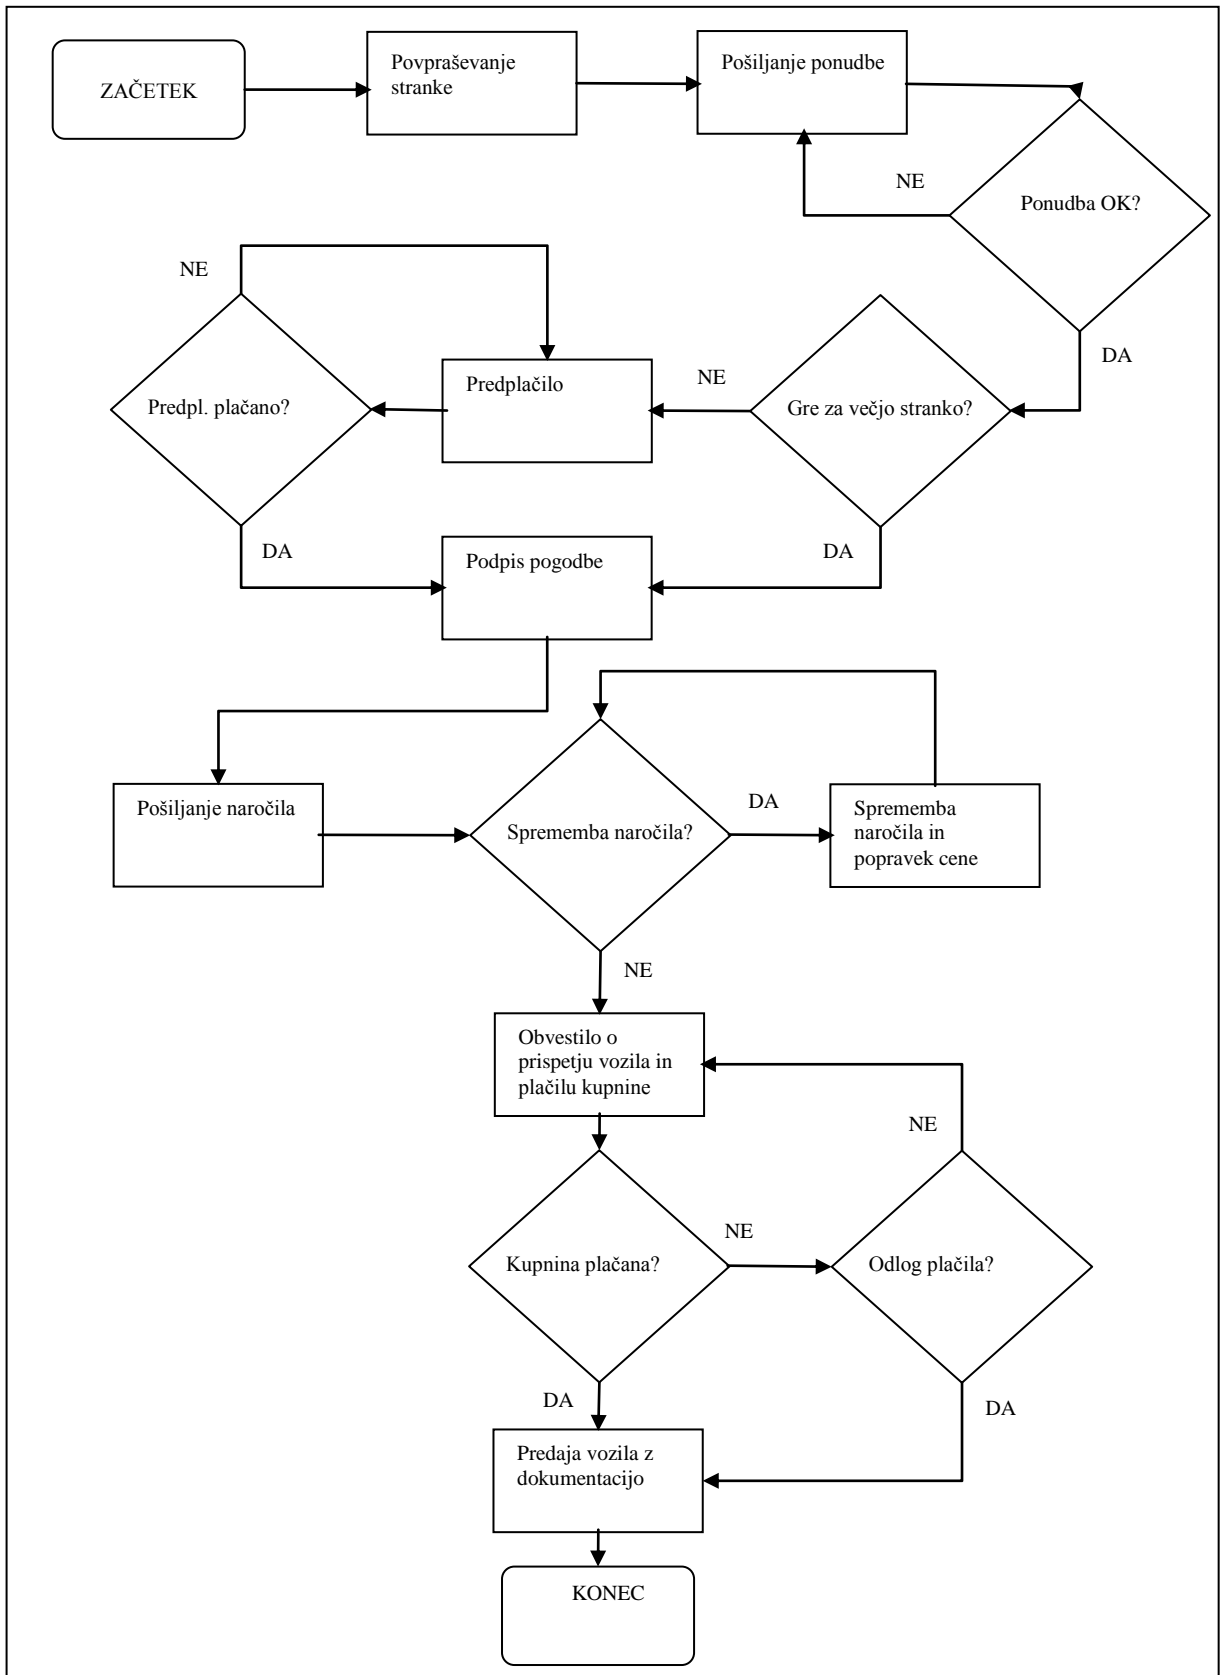 ZAČETEK
Povpraševanje
stranke
Pošiljanje ponudbe
NE
Ponudba OK?
DA
NE
Predpl. plačano?
Predplačilo
NE
Gre za večjo stranko?
DA
Podpis pogodbe
DA
Pošiljanje naročila
Sprememba naročila?
DA
Sprememba
naročila in
popravek cene
NE
Obvestilo o
prispetju vozila in
plačilu kupnine
NE
Kupnina plačana?
NE
Odlog plačila?
DA
DA
Predaja vozila z
dokumentacijo
KONEC